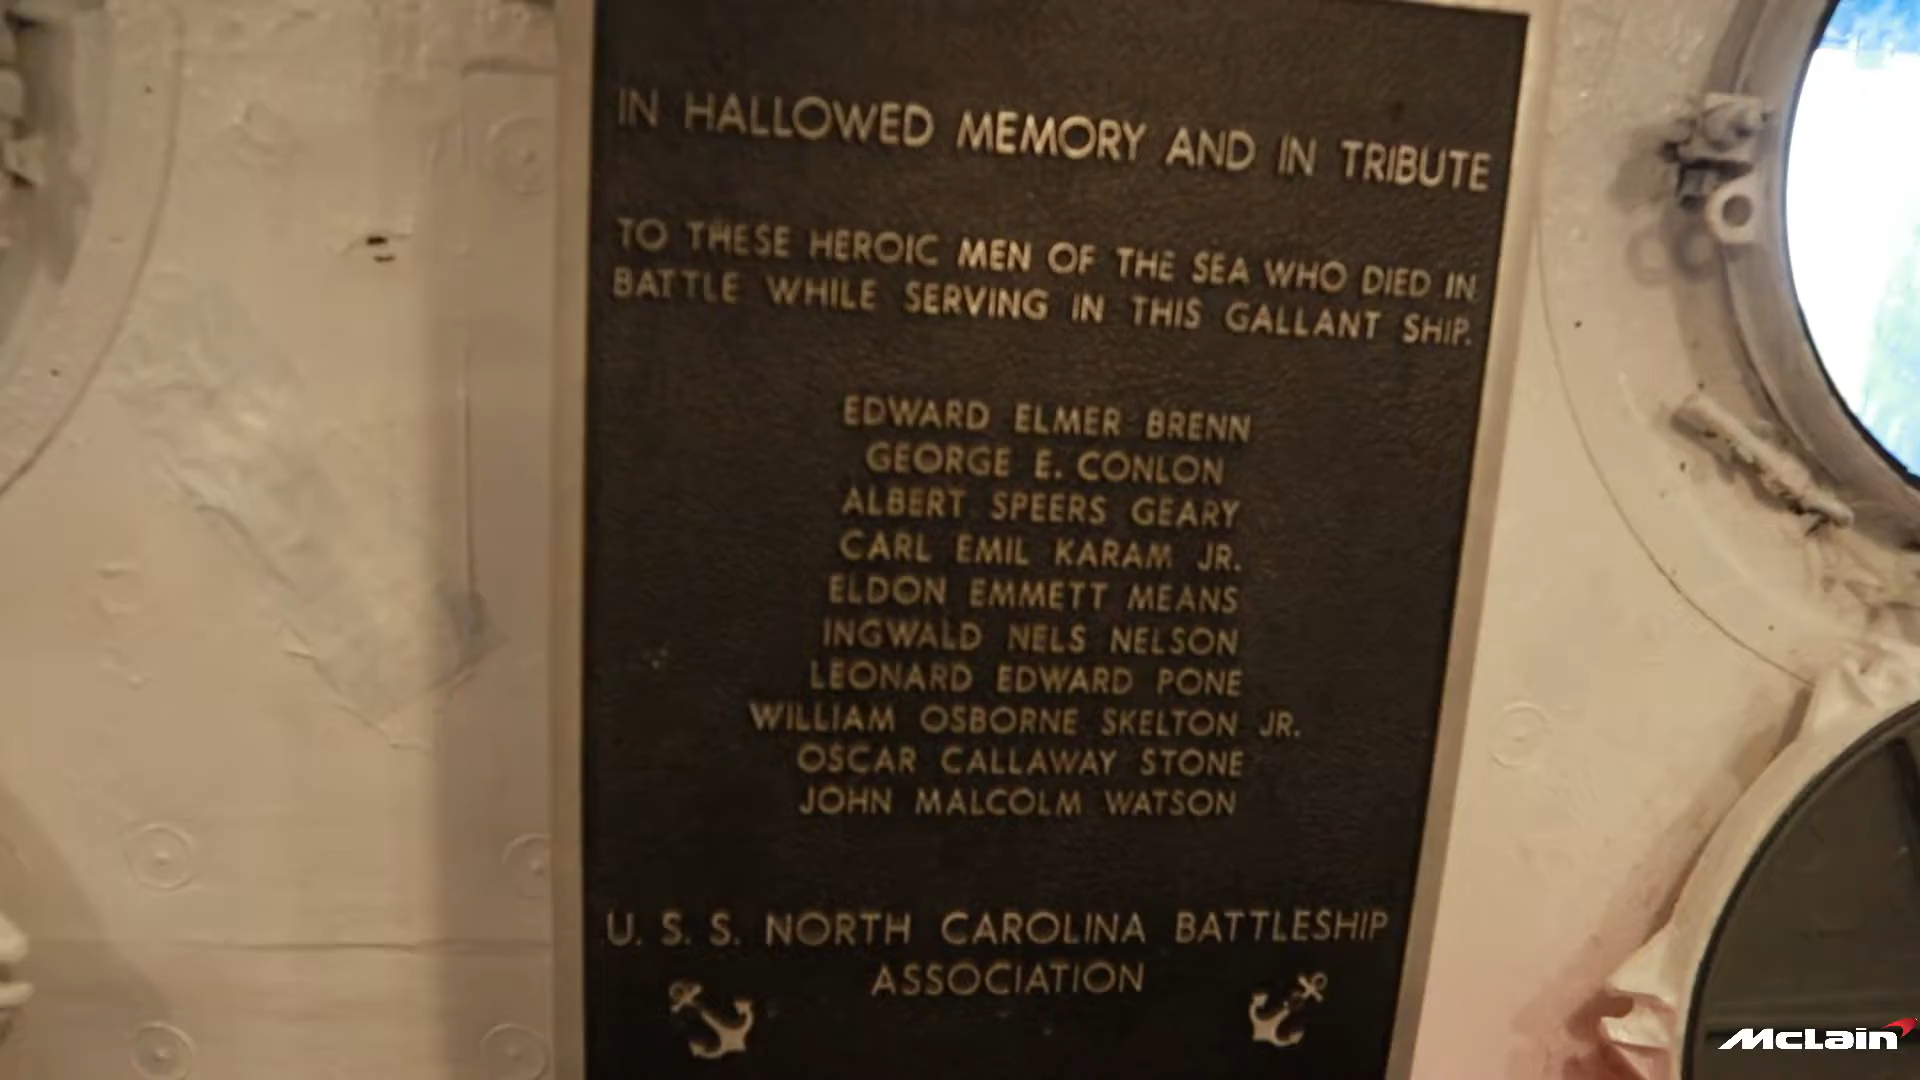 IN HALLOWED MEMORY AND IN TRIBUTE
TO THESE HEROIC MEN OF THE SEA WHO DIED IN
BATTLE WHILE SERVING IN THIS GALLANT SHIP.
EDWARD ELMER BRENN
GEORGE E. CONLON
ALBERT SPEERS GEARY
CARL EMIL KARAM JR.
ELDON EMMETT MEANS
INGWALD NELS NELSON
LEONARD EDWARD PONE
WILLIAM OSBORNE SKELTON JR.
OSCAR CALLAWAY STONE
JOHN MALCOLM WATSON
U. S. S. NORTH CAROLINA BATTLESHIP
ASSOCIATION
McLain